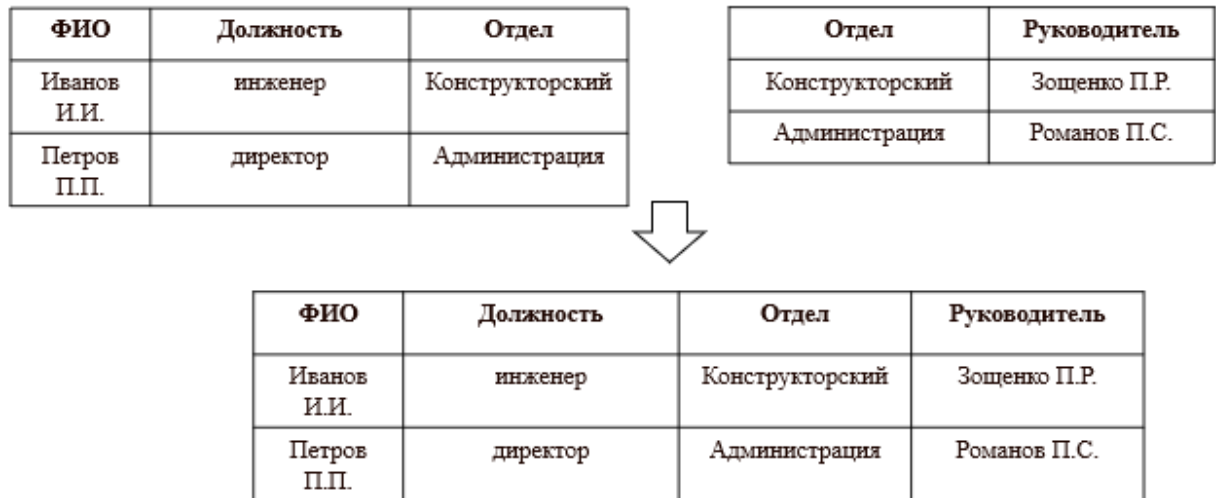 ФИО Должность Отдел
Иванов И.И. инженер Конструкторский
Петров П.П. директор Администрация
Отдел Руководитель
Конструкторский Зощенко П.Р.
Администрация Романов П.С.
ФИО Должность Отдел Руководитель
Иванов И.И. инженер Конструкторский Зощенко П.Р.
Петров П.П. директор Администрация Романов П.С.